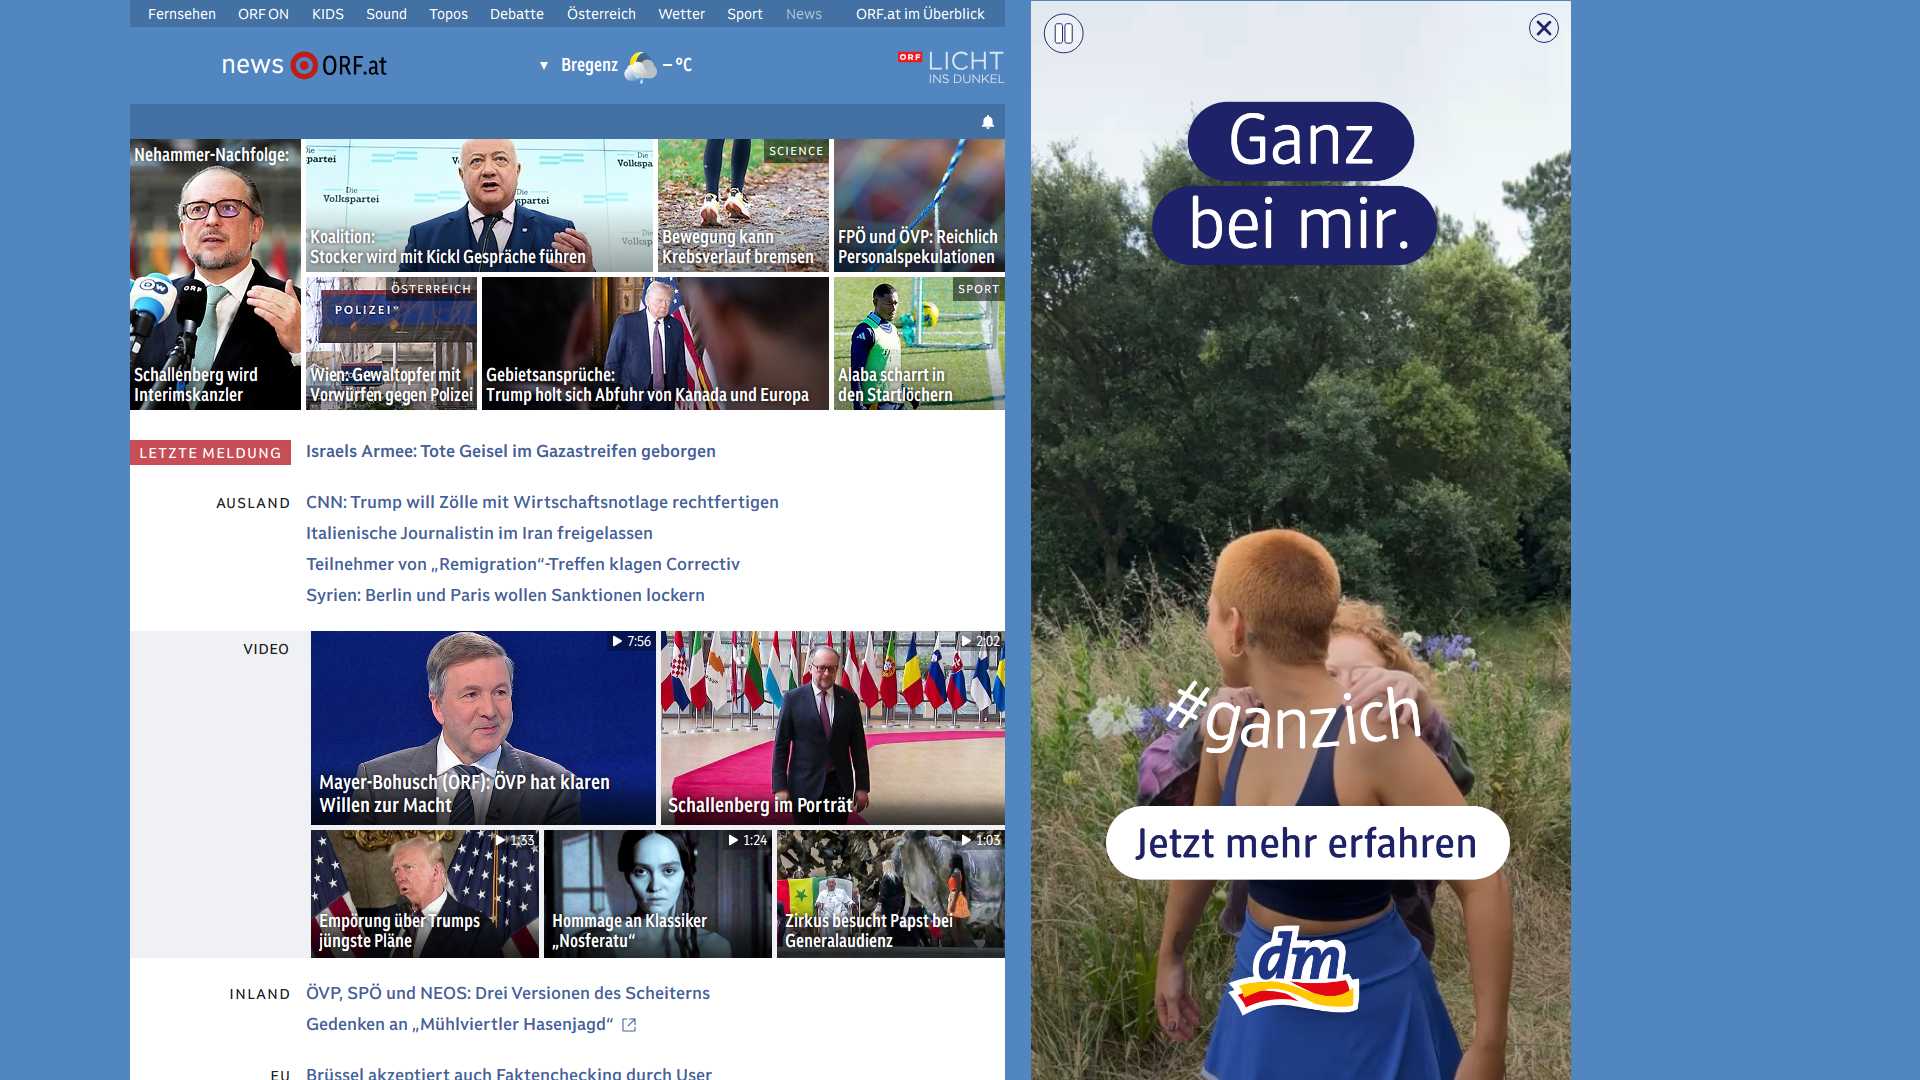 Fernsehen ORF ON KIDS Sound Topos Debatte Österreich Wetter Sport News ORF.at im Überblick
news ORF.at
Bregenz – °C
ORF LICHT
INS DUNKEL
Nehammer-Nachfolge:
Schallenberg wird
Interimskanzler
Die
Volkspartei
Koalition:
Stocker wird mit Kickl Gespräche führen
SCIENCE
Bewegung kann
Krebsverlauf bremsen
FPÖ und ÖVP: Reichlich
Personalspekulationen
ÖSTERREICH
POLIZEI
Wien: Gewaltopfer mit
Vorwürfen gegen Polizei
Gebietsansprüche:
Trump holt sich Abfuhr von Kanada und Europa
SPORT
Alaba scharrt in
den Startlöchern
LETZTE MELDUNG Israels Armee: Tote Geisel im Gazastreifen geborgen
AUSLAND CNN: Trump will Zölle mit Wirtschaftsnotlage rechtfertigen
Italienische Journalistin im Iran freigelassen
Teilnehmer von „Remigration“-Treffen klagen Correctiv
Syrien: Berlin und Paris wollen Sanktionen lockern
VIDEO
7:56
Mayer-Bohusch (ORF): ÖVP hat klaren
Willen zur Macht
2:02
Schallenberg im Porträt
1:33
Empörung über Trumps
jüngste Pläne
1:24
Hommage an Klassiker
„Nosferatu“
1:03
Zirkus besucht Papst bei
Generalaudienz
INLAND ÖVP, SPÖ und NEOS: Drei Versionen des Scheiterns
Gedenken an „Mühlviertler Hasenjagd“
EU Brüssel akzeptiert auch Faktenchecking durch User
Ganz
bei mir.
#ganzich
Jetzt mehr erfahren
dm